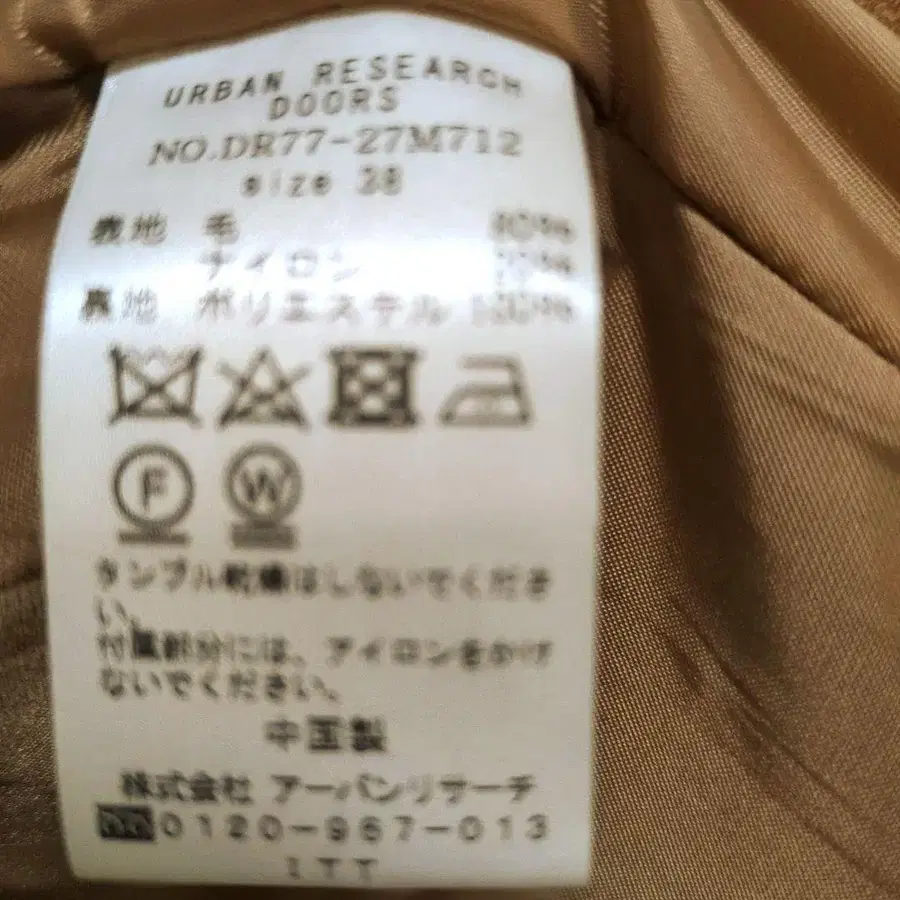 URBAN RESEARCH
DOORS
NO.DR77-27M712
size 38
表地 毛 80%
ナイロン 20%
裏地 ポリエステル 100%
F W
タンブル乾燥はしないでくださ
い。
付属部分には、アイロンをかけ
ないでください。
中国製
株式会社 アーバンリサーチ
0120-967-013
ITT